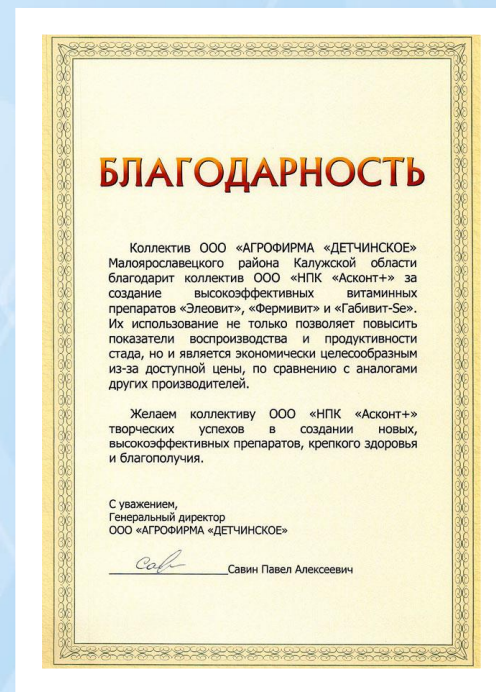 БЛАГОДАРНОСТЬ
Коллектив ООО «АГРОФИРМА «ДЕТЧИНСКОЕ»
Малоярославецкого района Калужской области
благодарит коллектив ООО «НПК «Асконт+» за
создание высокоэффективных витаминных
препаратов «Элеовит», «Фермивит» и «Габивит-Se».
Их использование не только позволяет повысить
показатели воспроизводства и продуктивности
стада, но и является экономически целесообразным
из-за доступной цены, по сравнению с аналогами
других производителей.
Желаем коллективу ООО «НПК «Асконт+»
творческих успехов в создании новых,
высокоэффективных препаратов, крепкого здоровья
и благополучия.
С уважением,
Генеральный директор
ООО «АГРОФИРМА «ДЕТЧИНСКОЕ»
Савин Павел Алексеевич